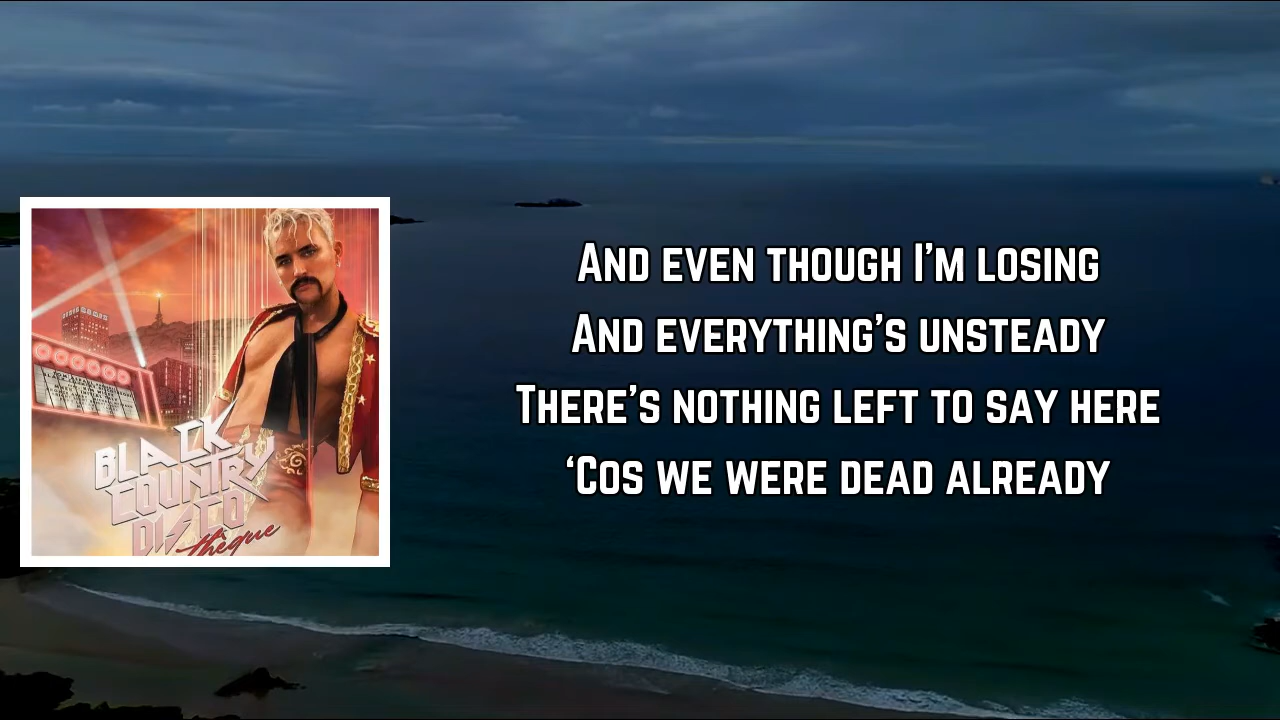 BLACK
COUNTRY
DISCO
thèque
And even though I'm losing
And everything's unsteady
There's nothing left to say here
‘Cos we were dead already